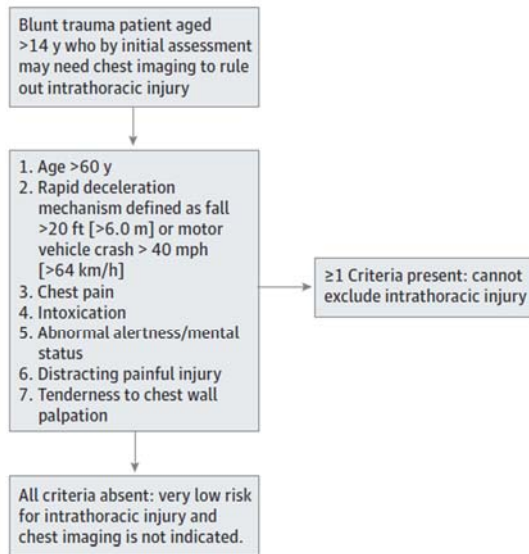 Blunt trauma patient aged
>14 y who by initial assessment
may need chest imaging to rule
out intrathoracic injury
1. Age >60 y
2. Rapid deceleration
mechanism defined as fall
>20 ft [>6.0 m] or motor
vehicle crash > 40 mph
[>64 km/h]
3. Chest pain
4. Intoxication
5. Abnormal alertness/mental
status
6. Distracting painful injury
7. Tenderness to chest wall
palpation
≥1 Criteria present: cannot
exclude intrathoracic injury
All criteria absent: very low risk
for intrathoracic injury and
chest imaging is not indicated.